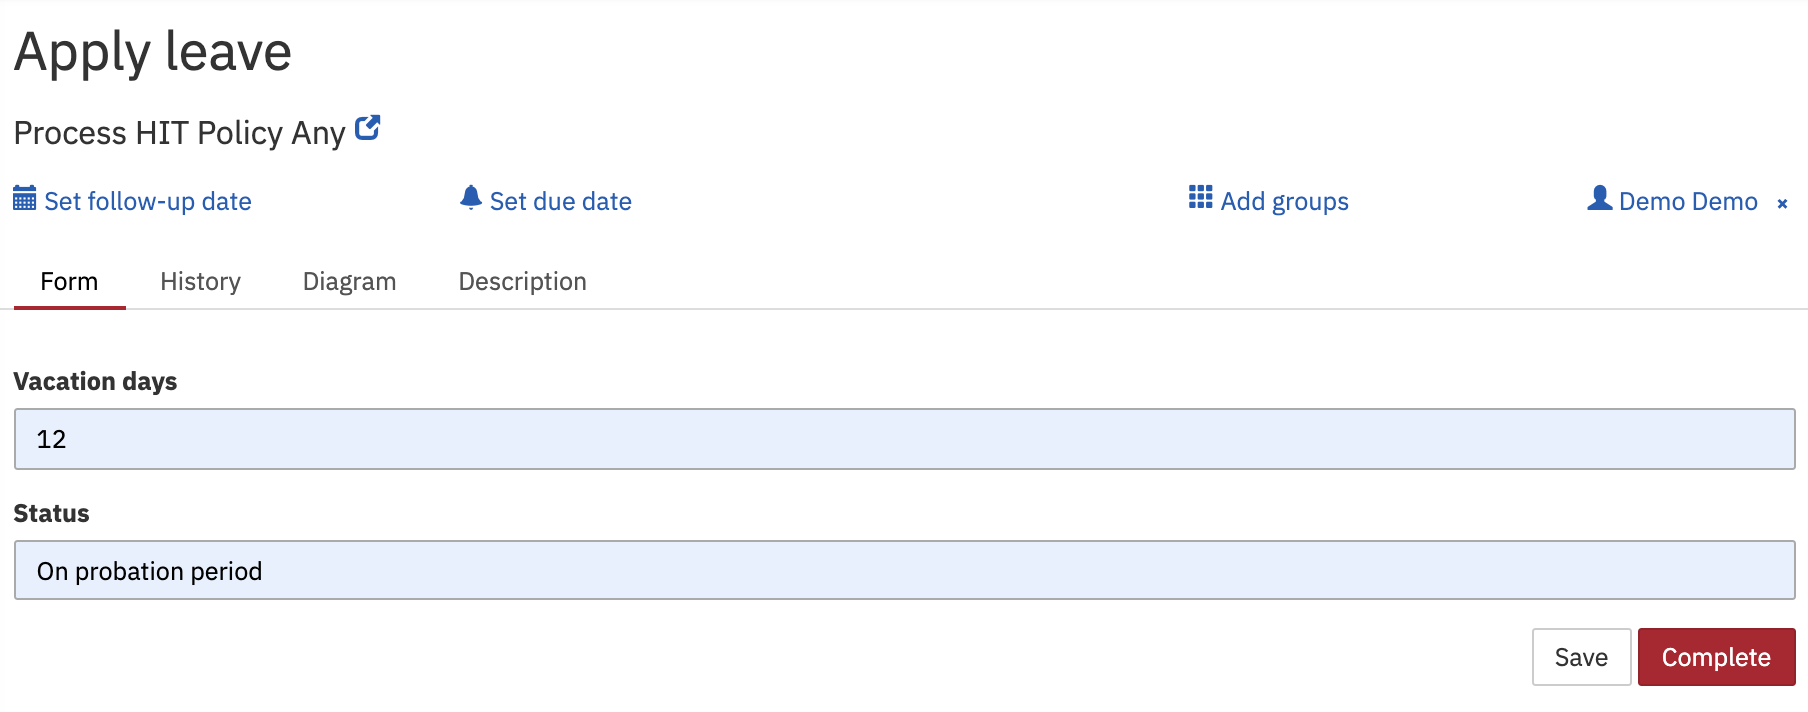 Apply leave
Process HIT Policy Any
Set follow-up date Set due date Add groups Demo Demo ×
Form History Diagram Description
Vacation days
12
Status
On probation period
Save Complete